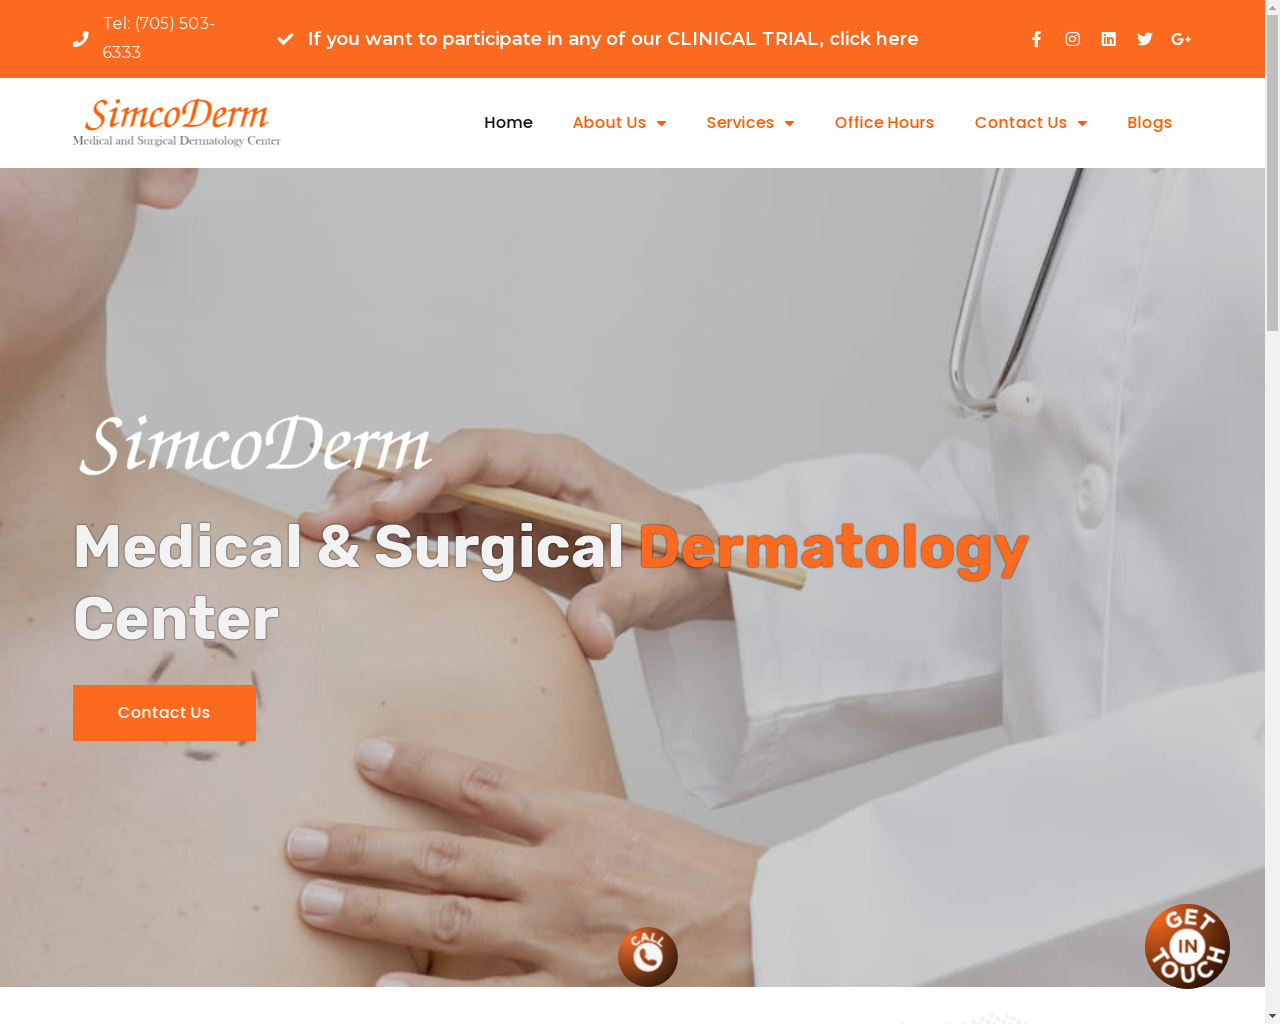 Tel: (705) 503-
6333
If you want to participate in any of our CLINICAL TRIAL, click here
SimcoDerm
Medical and Surgical Dermatology Center
Home
About Us
Services
Office Hours
Contact Us
Blogs
SimcoDerm
Medical & Surgical Dermatology
Center
Contact Us
CALL
GET
IN
TOUCH